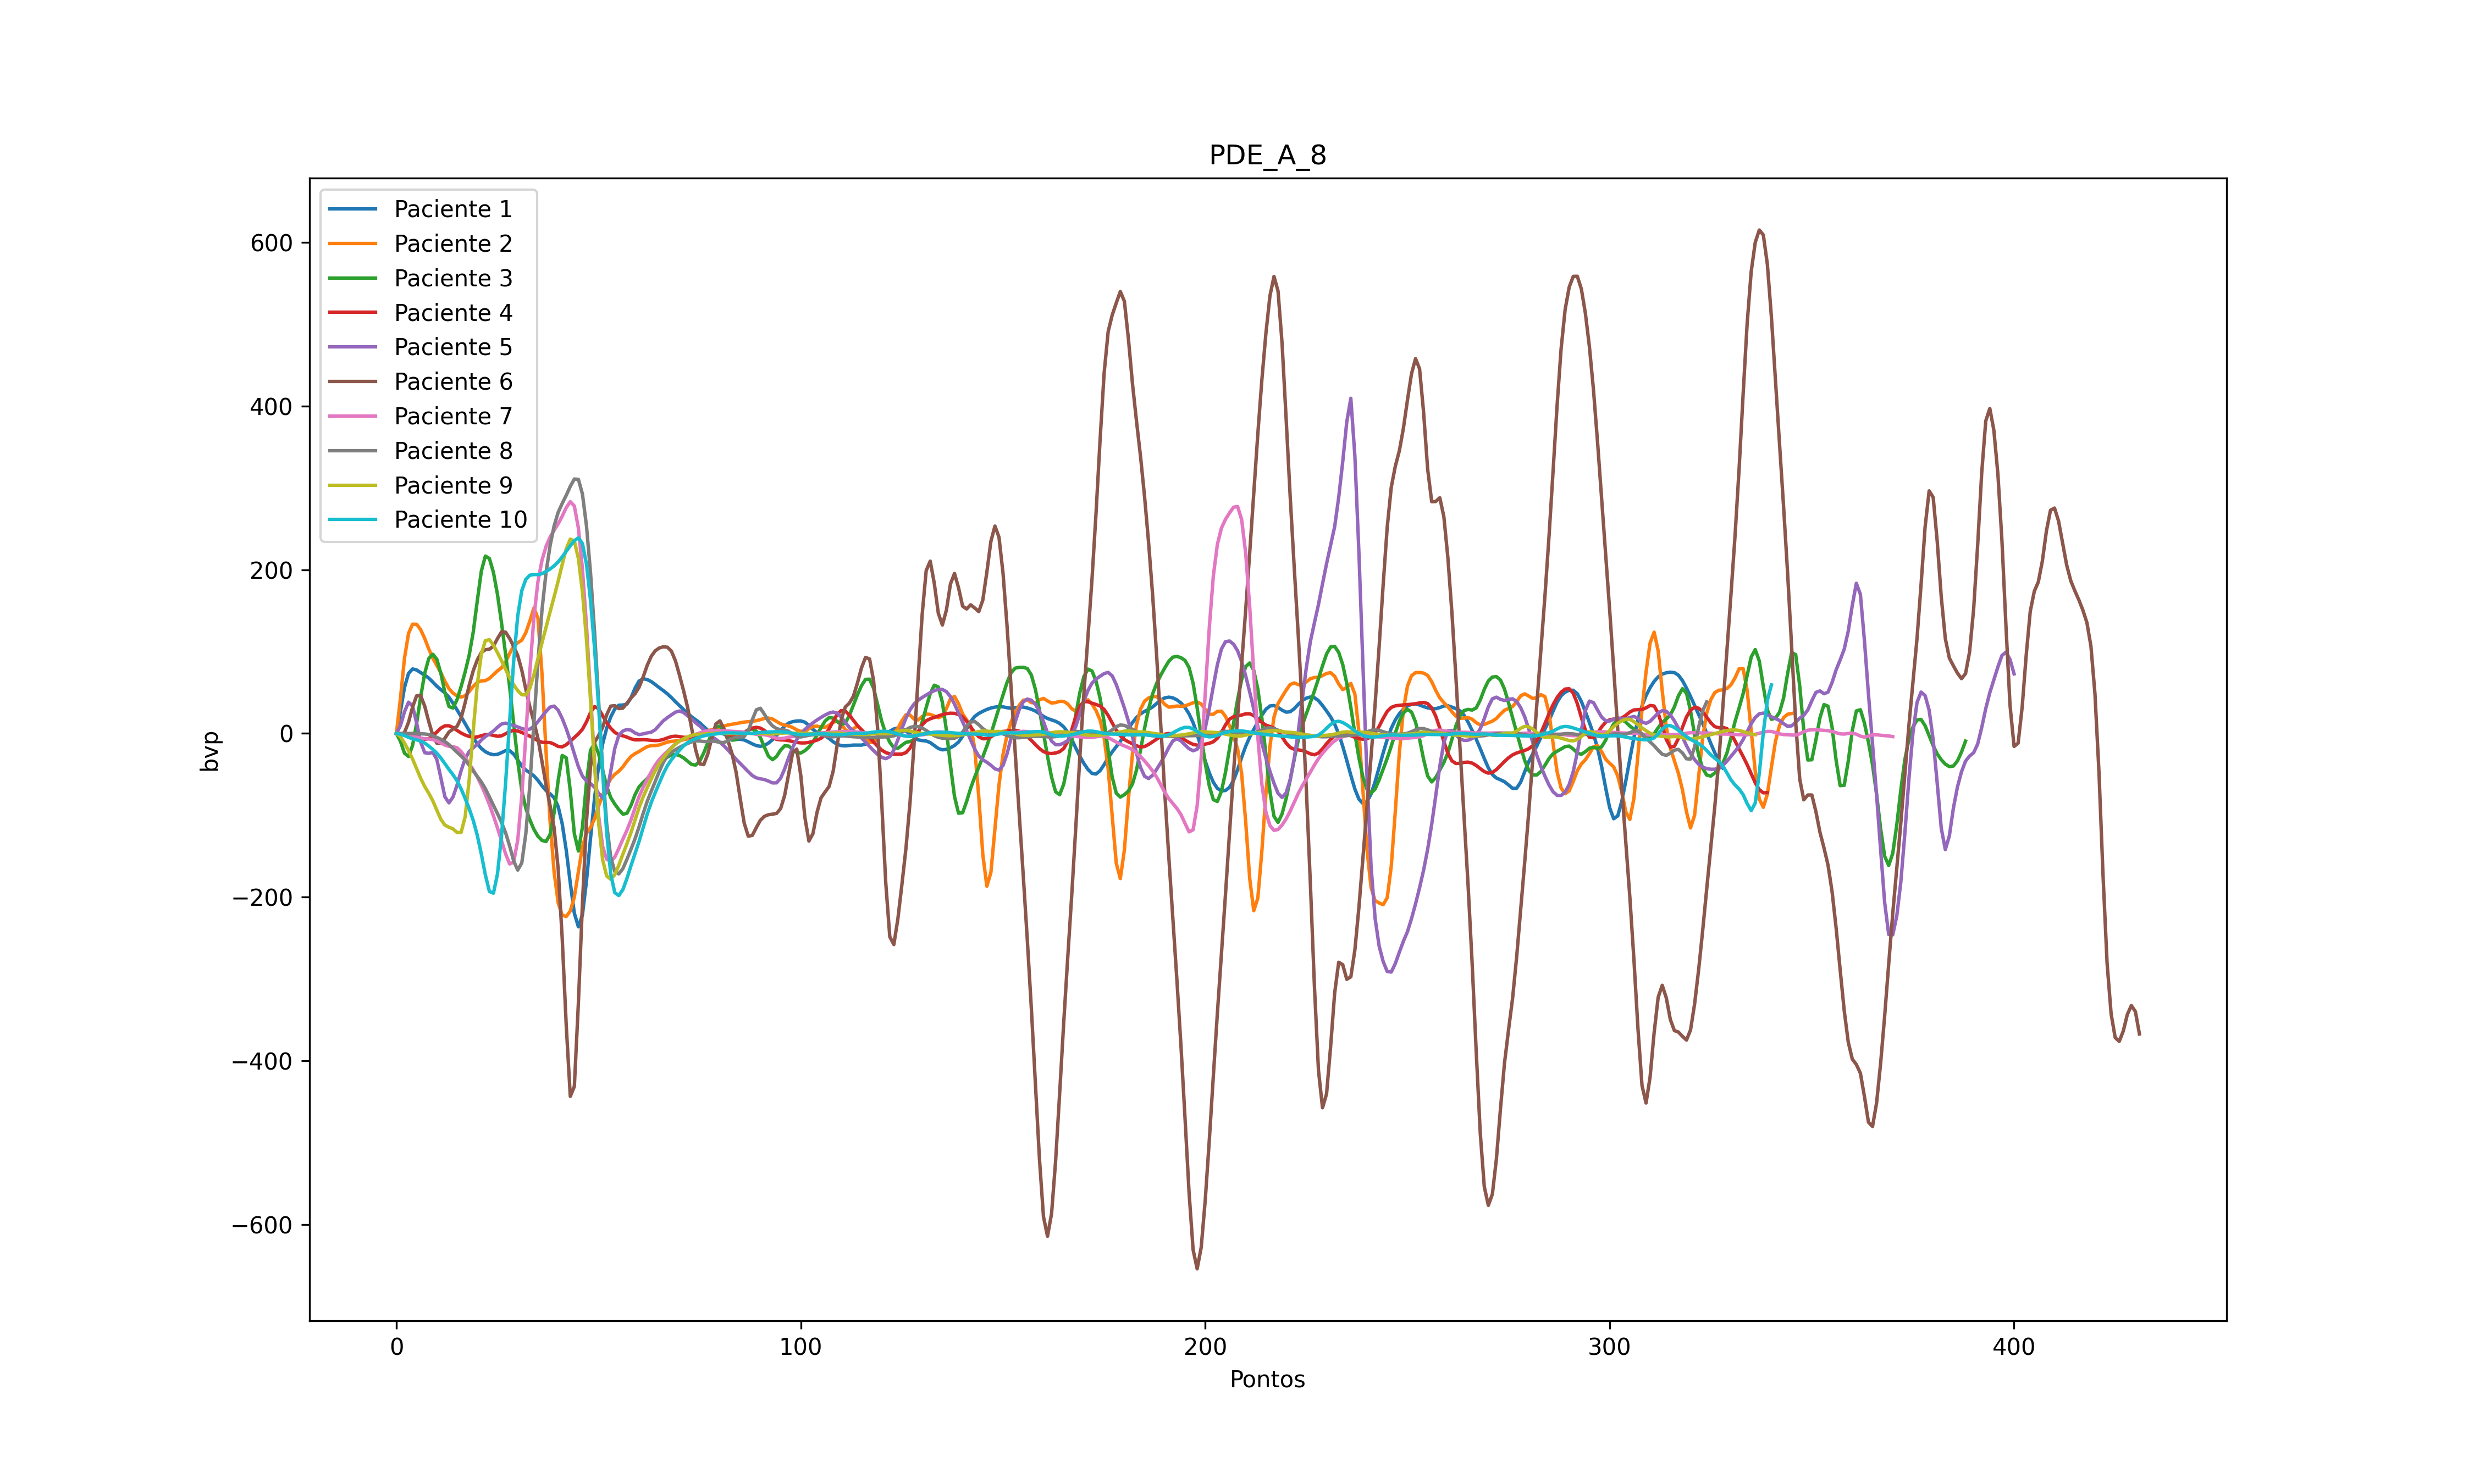 PDE_A_8
Paciente 1
Paciente 2
Paciente 3
Paciente 4
Paciente 5
Paciente 6
Paciente 7
Paciente 8
Paciente 9
Paciente 10
600
400
200
0
−200
−400
−600
bvp
0 100 200 300 400
Pontos